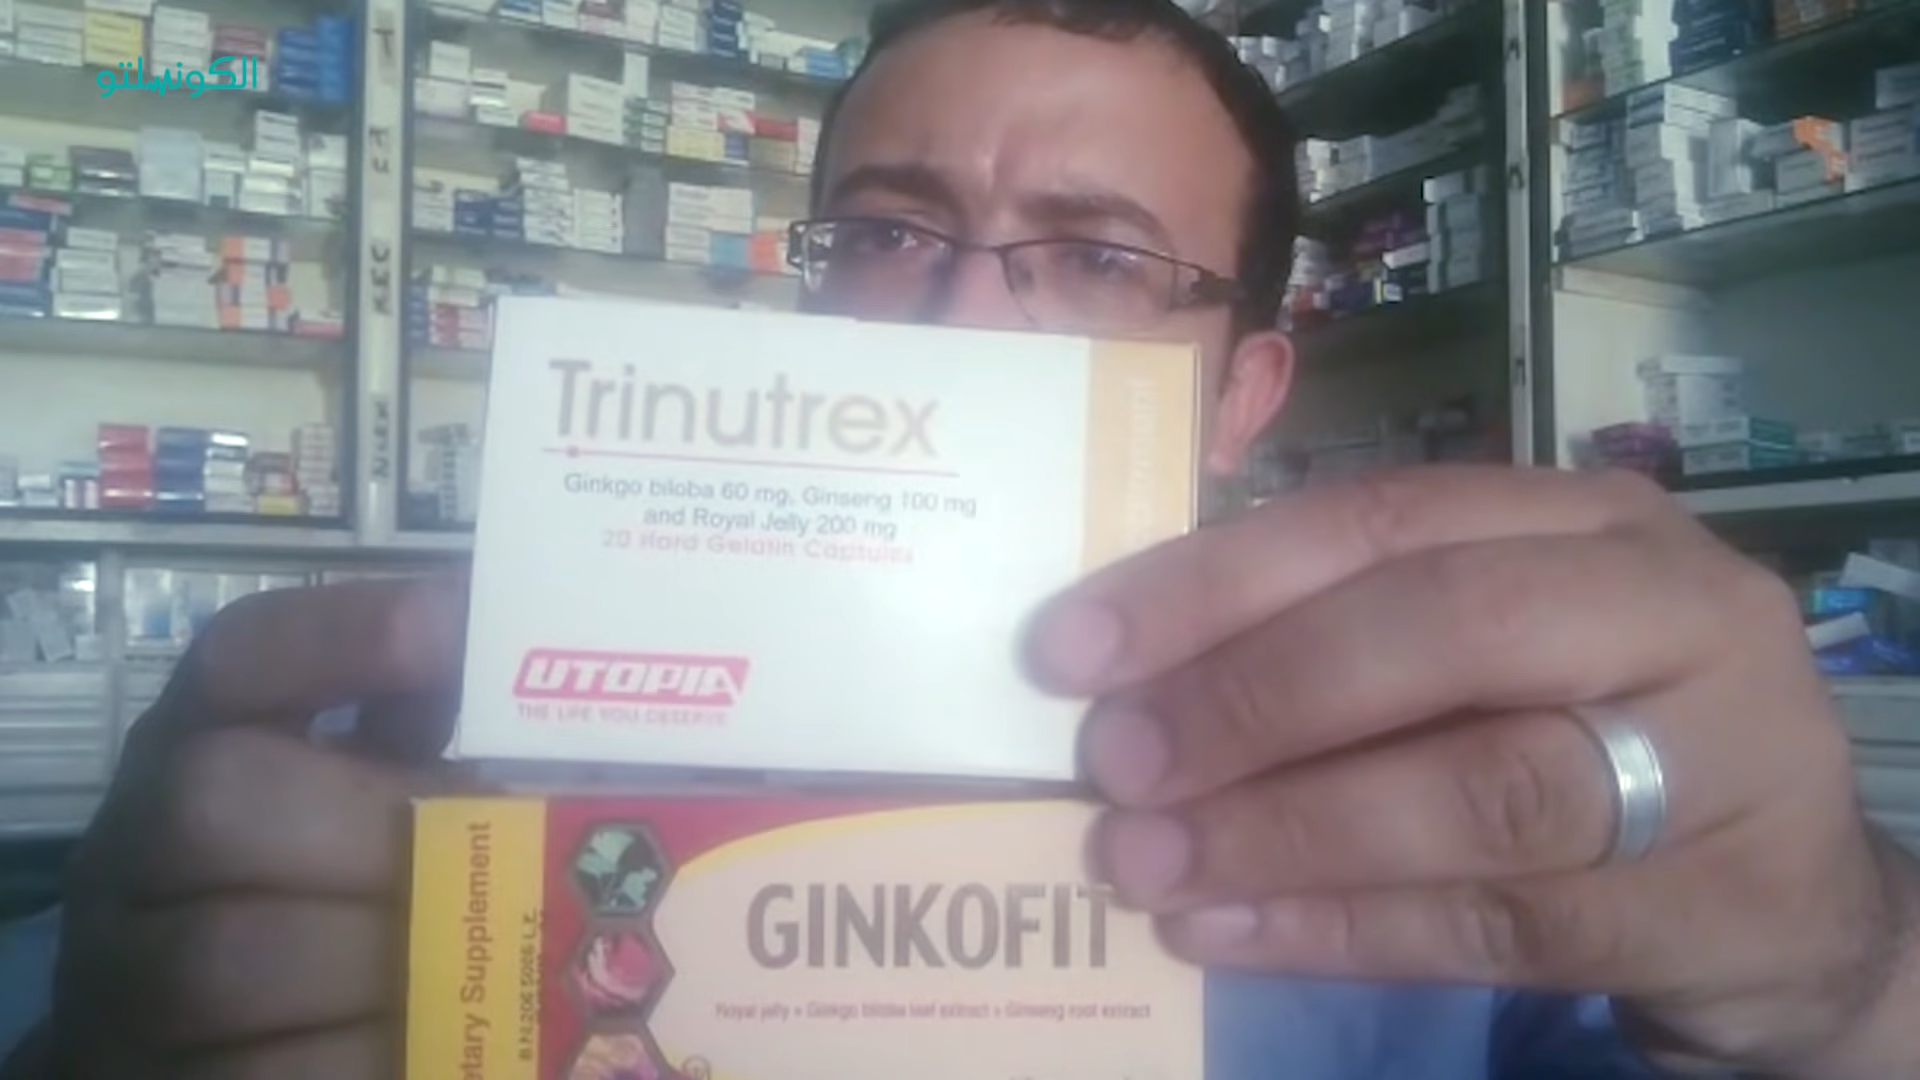 الكونسلتو
Trinutrex
Ginkgo biloba 60 mg, Ginseng 100 mg
and Royal Jelly 200 mg
20 Hard Gelatin Capsules
UTOPIA
THE LIFE YOU DESERVE
etary Supplement
GINKOFIT
Royal jelly + Ginkgo biloba leaf extract + Ginseng root extract